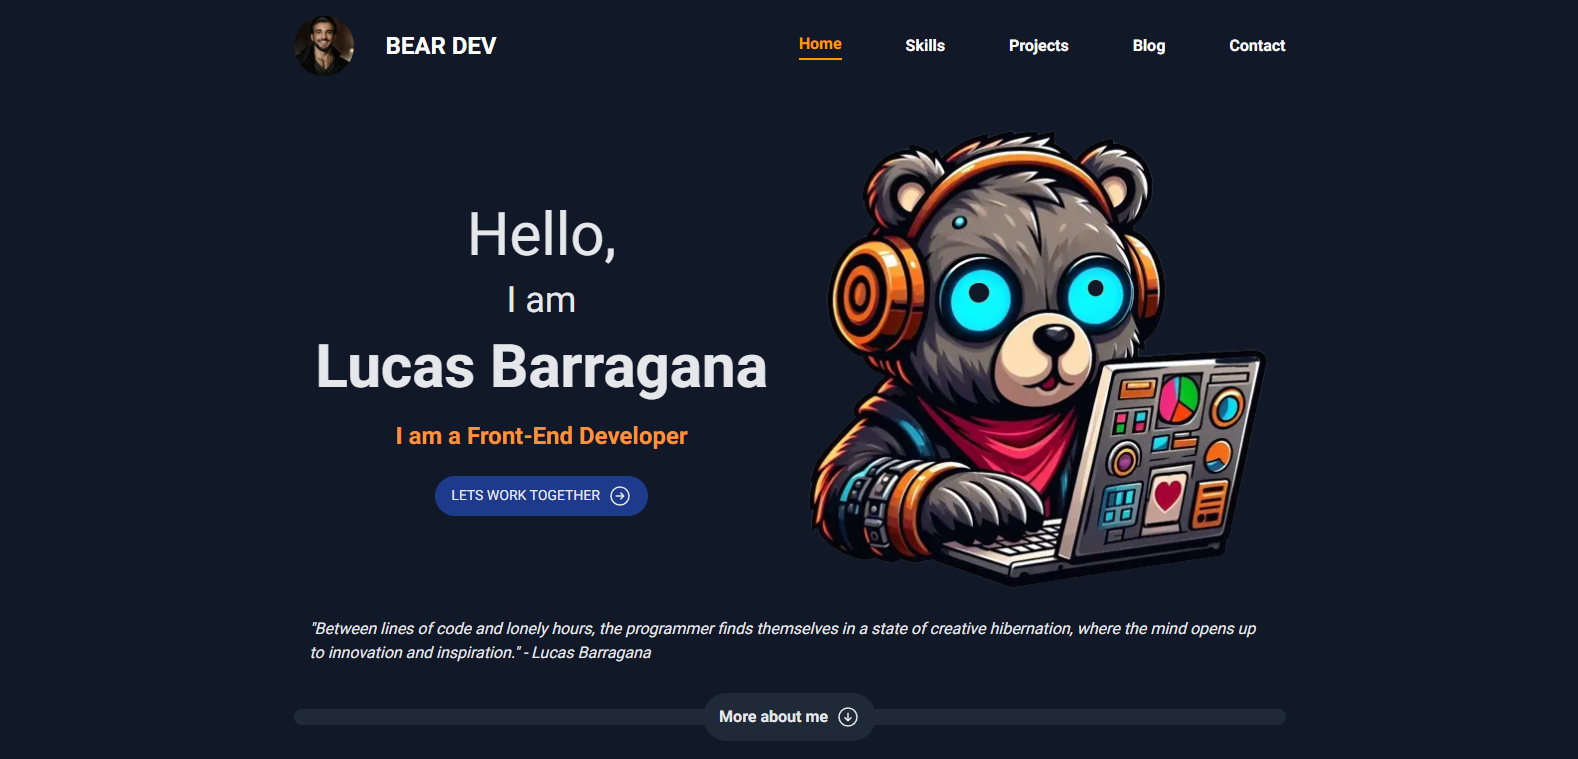 BEAR DEV
Home
Skills
Projects
Blog
Contact
Hello,
I am
Lucas Barragana
I am a Front-End Developer
LETS WORK TOGETHER
"Between lines of code and lonely hours, the programmer finds themselves in a state of creative hibernation, where the mind opens up
to innovation and inspiration." - Lucas Barragana
More about me